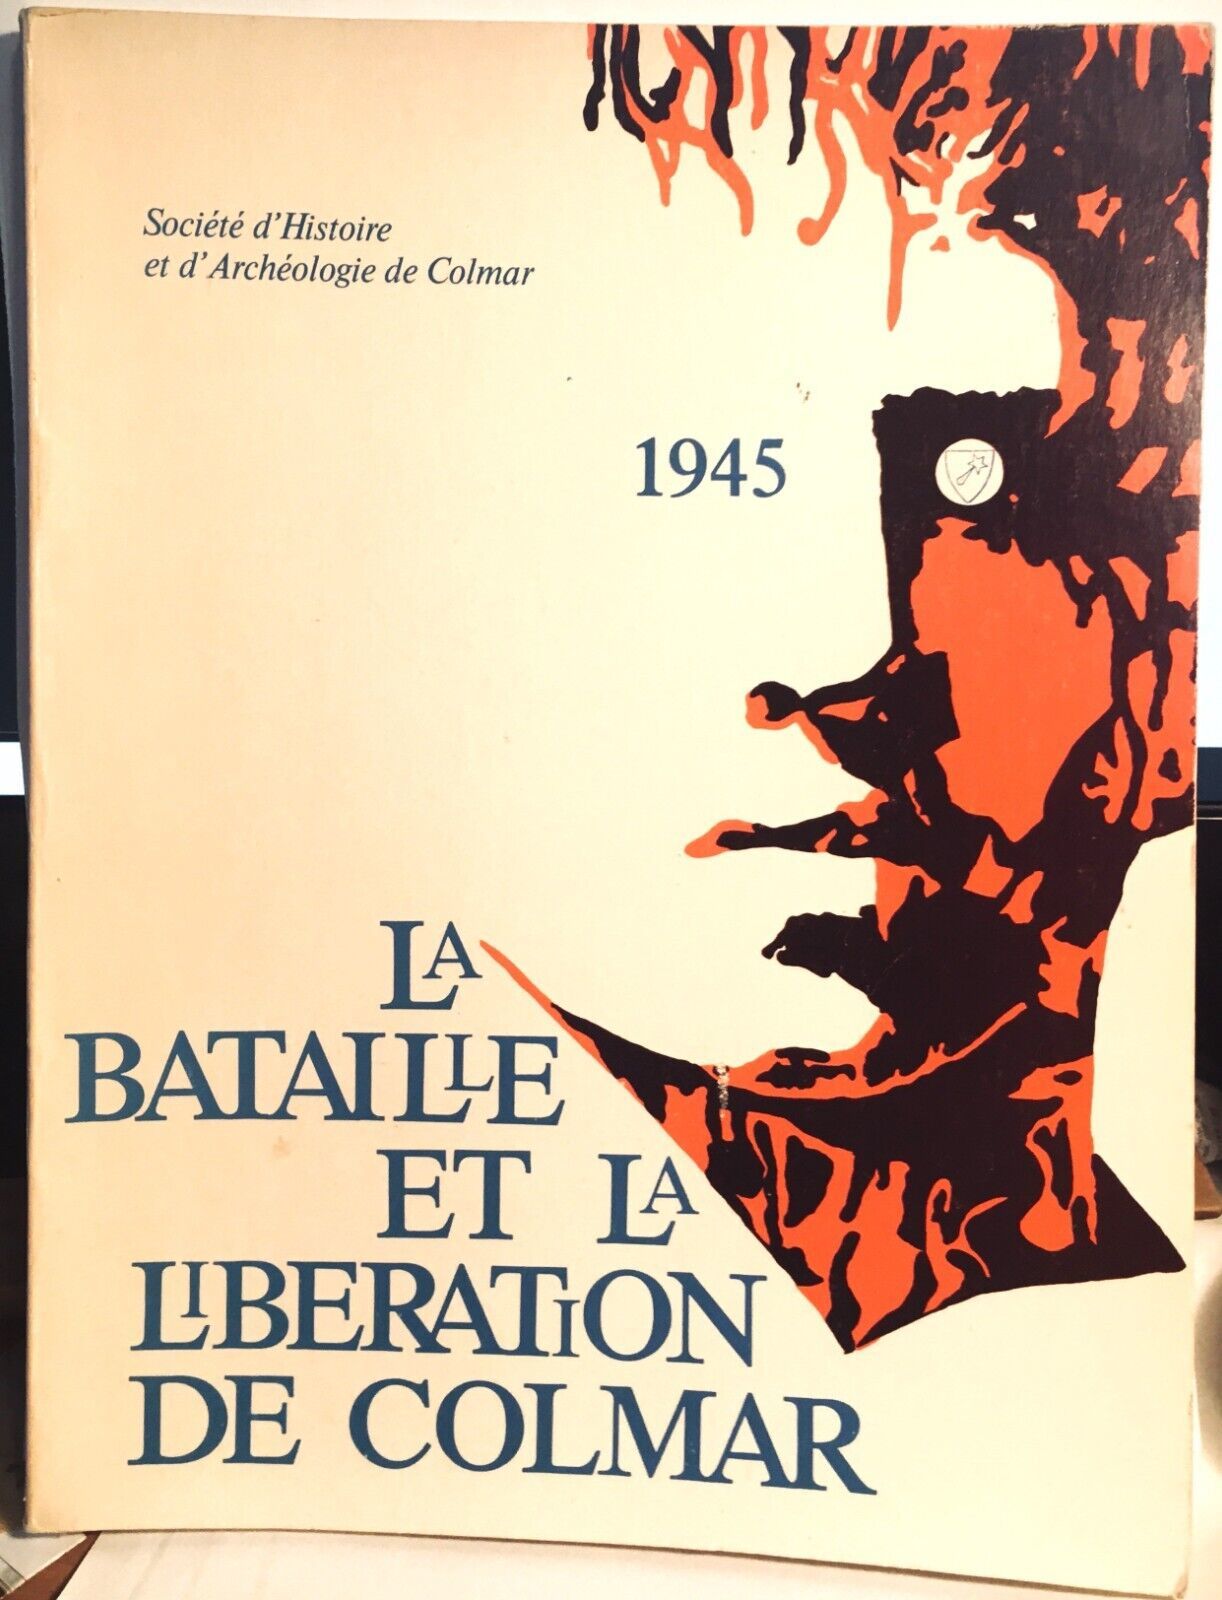 Société d'Histoire
et d'Archéologie de Colmar
1945
LA
BATAILLE
ET LA
LIBERATION
DE COLMAR